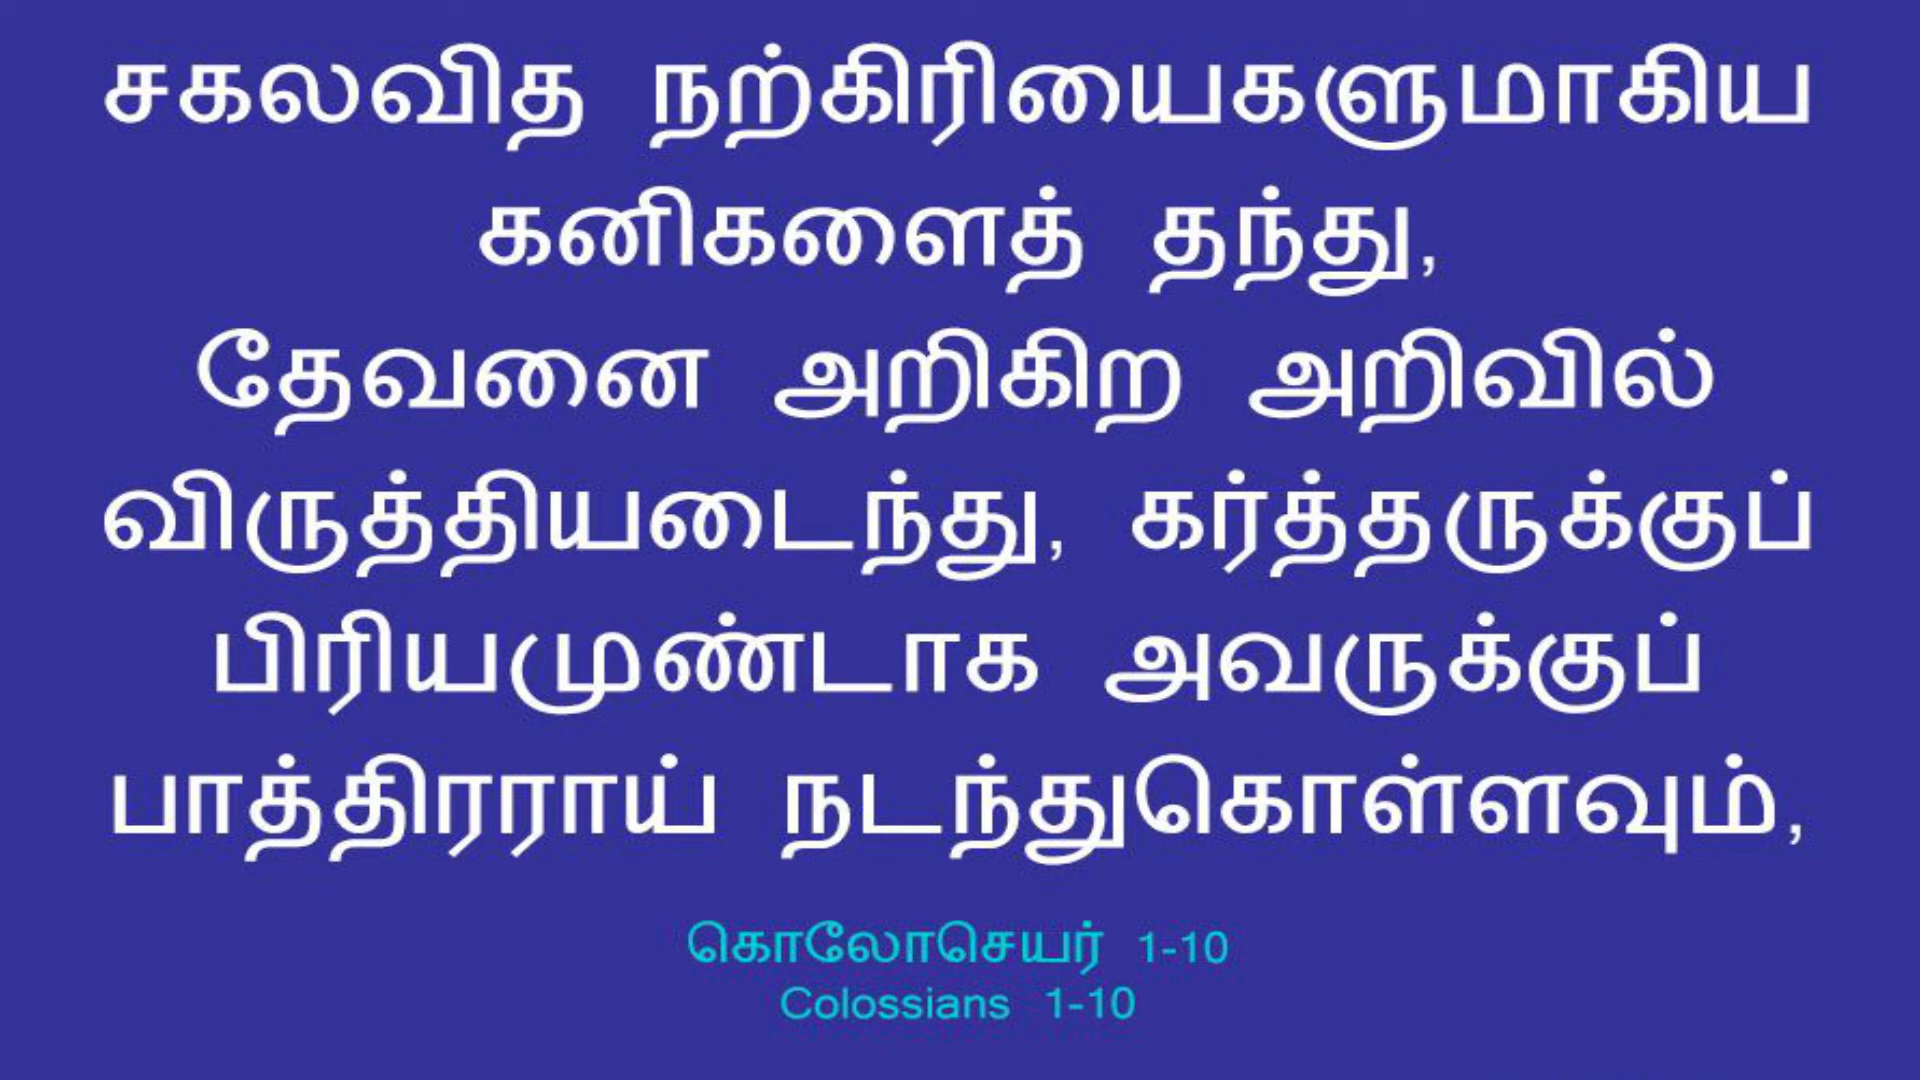 சகலவித நற்கிரியைகளுமாகிய
கனிகளைத் தந்து,
தேவனை அறிகிற அறிவில்
விருத்தியடைந்து, கர்த்தருக்குப்
பிரியமுண்டாக அவருக்குப்
பாத்திரராய் நடந்துகொள்ளவும்,
கொலோசெயர் 1-10
Colossians 1-10